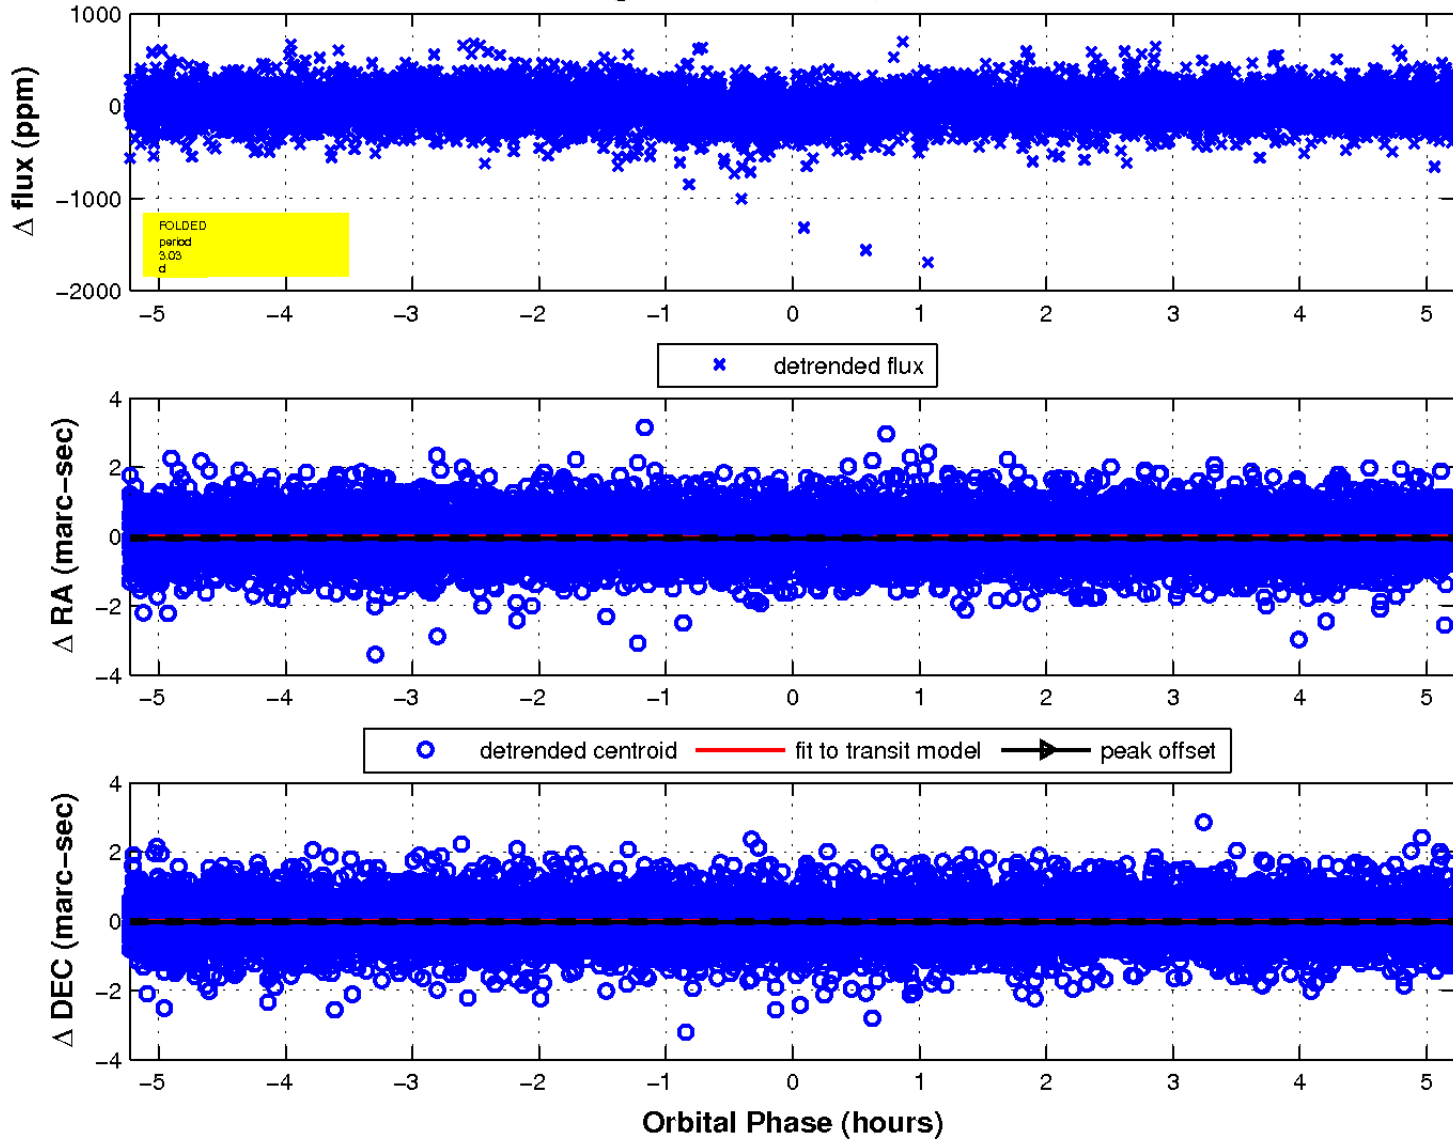 1000
0
−1000
−2000
Δ flux (ppm)
FOLDED
period
3.03
d
−5 −4 −3 −2 −1 0 1 2 3 4 5
detrended flux
4
2
0
−2
−4
Δ RA (marc−sec)
−5 −4 −3 −2 −1 0 1 2 3 4 5
detrended centroid fit to transit model peak offset
4
2
0
−2
−4
Δ DEC (marc−sec)
−5 −4 −3 −2 −1 0 1 2 3 4 5
Orbital Phase (hours)